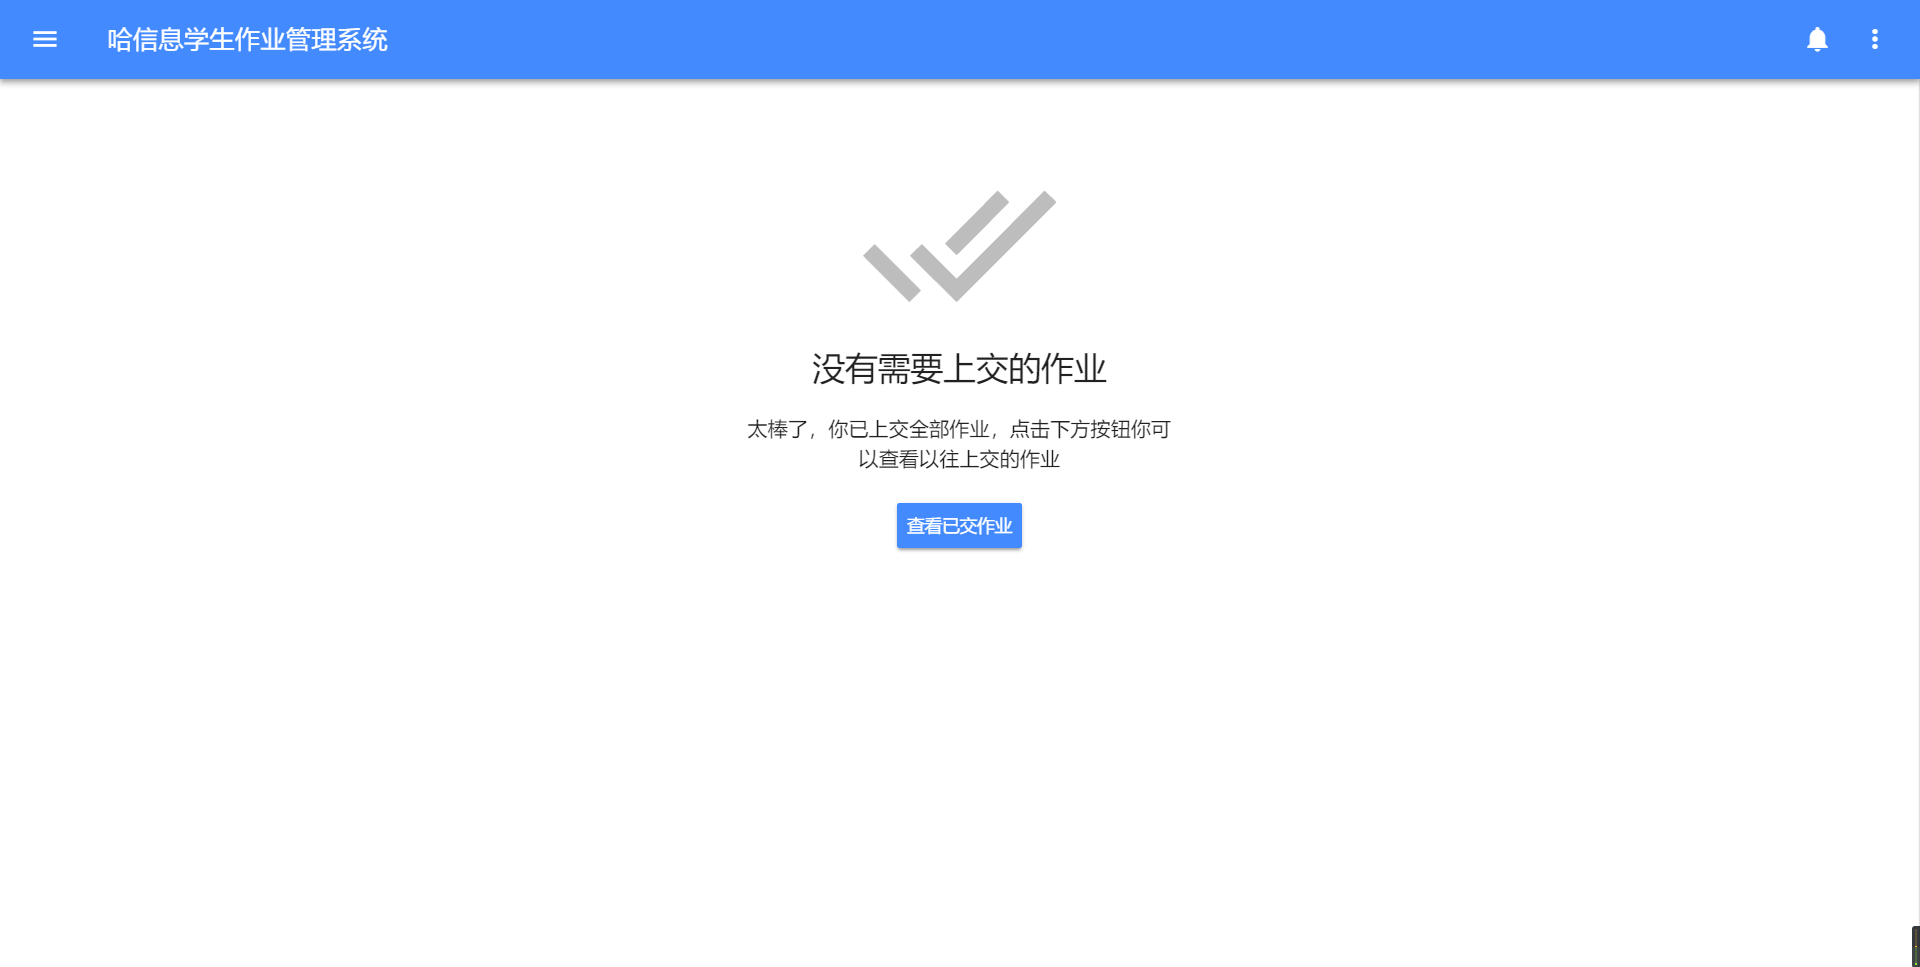 哈信息学生作业管理系统
没有需要上交的作业
太棒了，你已上交全部作业，点击下方按钮你可
以查看以往上交的作业
查看已交作业